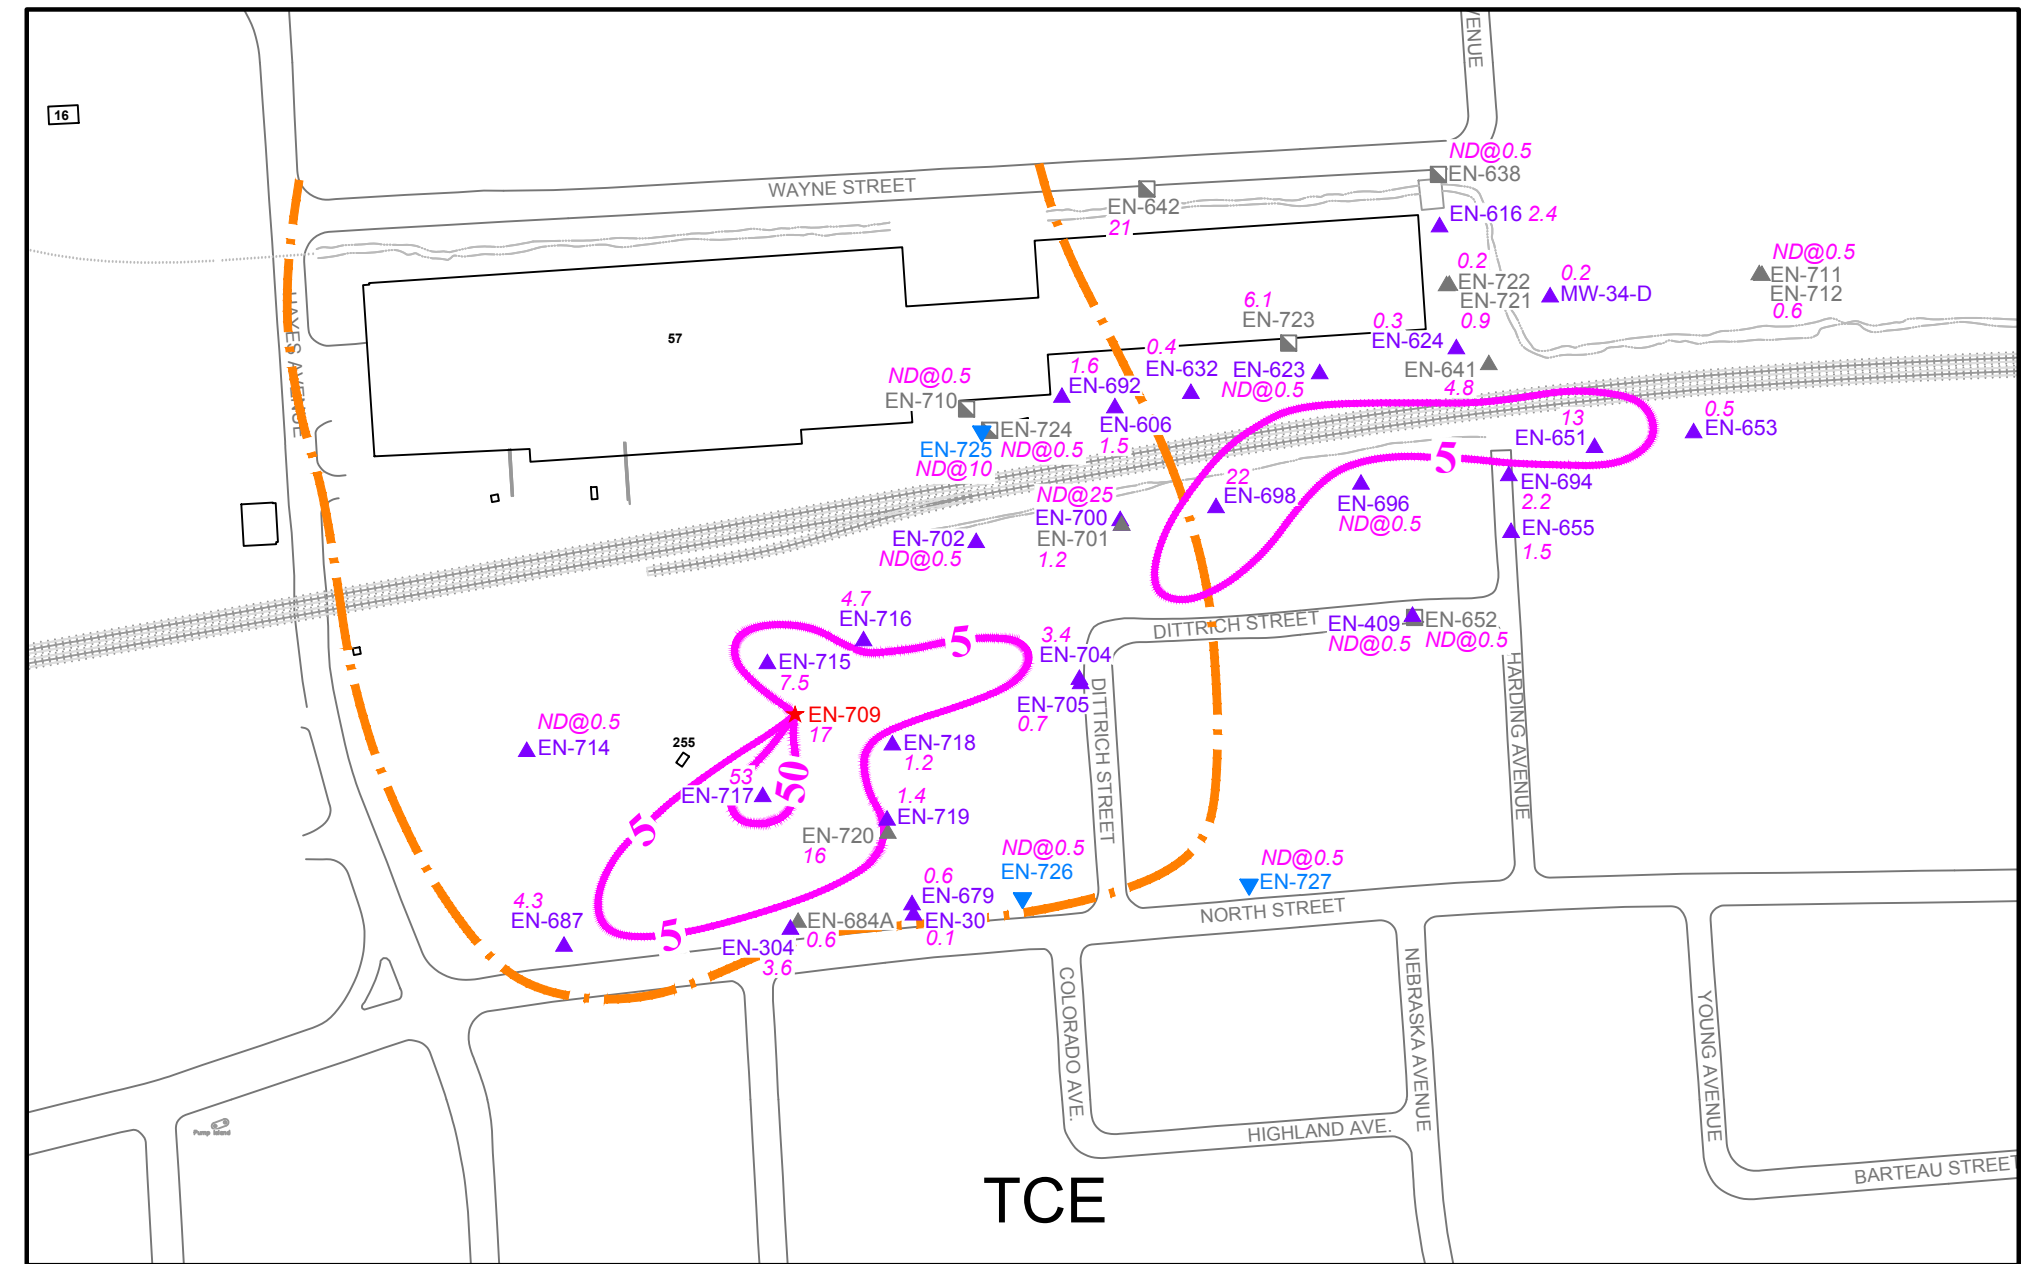 ENUE
16
ND@0.5
EN-638
WAYNE STREET
EN-642
21
EN-616 2.4
0.2
EN-722
EN-721
0.9
0.2
MW-34-D
ND@0.5
EN-711
EN-712
0.6
HAYES AVENUE
57
6.1
EN-723
0.3
EN-624
EN-641
4.8
0.4
EN-632
EN-623
ND@0.5
1.6
EN-692
EN-606
1.5
ND@0.5
EN-710
EN-724
ND@0.5
EN-725
ND@10
13
EN-651
0.5
EN-653
5
EN-694
2.2
EN-655
1.5
22
EN-698
EN-696
ND@0.5
ND@25
EN-700
EN-701
1.2
EN-702
ND@0.5
4.7
EN-716
5
EN-715
7.5
3.4
EN-704
EN-705
0.7
DITTRICH STREET
EN-409
ND@0.5
EN-652
ND@0.5
HARDING AVENUE
DITTRICH STREET
ND@0.5
EN-714
255
EN-709
17
EN-718
1.2
53
EN-717
50
5
1.4
EN-719
EN-720
16
ND@0.5
EN-726
ND@0.5
EN-727
NORTH STREET
0.6
EN-679
EN-30
0.1
EN-684A
0.6
EN-304
3.6
4.3
EN-687
5
COLORADO AVE.
NEBRASKA AVENUE
YOUNG AVENUE
HIGHLAND AVE.
BARTEAU STREET
Pump Island
TCE